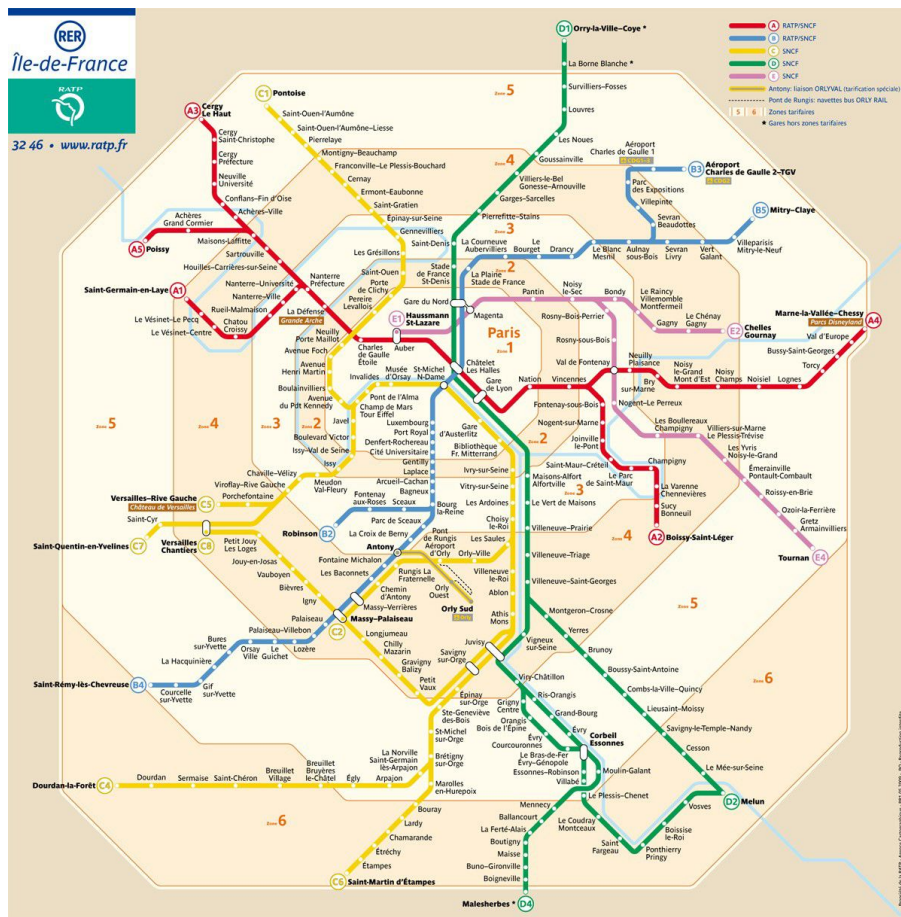 RER
Île-de-France
RATP
32 46 • www.ratp.fr
A RATP/SNCF
B RATP/SNCF
C SNCF
D SNCF
E SNCF
Antony: liaison ORLYVAL (tarification spéciale)
Pont de Rungis: navettes bus ORLY RAIL
5 6 Zones tarifaires
* Gares hors zones tarifaires
D1 Orry-la-Ville–Coye *
La Borne Blanche *
Survilliers-Fosses
Louvres
Les Noues
Goussainville
Villiers-le-Bel
Gonesse-Arnouville
Garges-Sarcelles
Pierrefitte-Stains
Saint-Denis
Stade
de France
St-Denis
C1 Pontoise
Saint-Ouen-l'Aumône
Saint-Ouen-l'Aumône-Liesse
Pierrelaye
Montigny-Beauchamp
Franconville-Le Plessis-Bouchard
Cernay
Ermont-Eaubonne
Saint-Gratien
Épinay-sur-Seine
Gennevilliers
Les Grésillons
Saint-Ouen
Porte
de Clichy
Pereire
Levallois
Neuilly
Porte Maillot
Avenue Foch
Avenue
Henri Martin
Boulainvilliers
Avenue
du Pdt Kennedy
Javel
Boulevard Victor
Issy-Val de Seine
Issy
Meudon
Val-Fleury
Chaville-Vélizy
Viroflay-Rive Gauche
Porchefontaine
Versailles–Rive Gauche
Château de Versailles
C5
Saint-Cyr
Saint-Quentin-en-Yvelines
C7
Versailles
Chantiers
C8
Petit Jouy
Les Loges
Jouy-en-Josas
Vauboyen
Bièvres
Igny
A3
Cergy
Le Haut
Cergy
Saint-Christophe
Cergy
Préfecture
Neuville
Université
Conflans-Fin d'Oise
Achères-Ville
Achères
Grand Cormier
A5 Poissy
Maisons-Laffitte
Sartrouville
Houilles-Carrières-sur-Seine
Saint-Germain-en-Laye
A1
Le Vésinet-Le Pecq
Le Vésinet-Centre
Chatou
Croissy
Rueil-Malmaison
Nanterre-Ville
Nanterre-Université
Nanterre
Préfecture
La Défense
Grande Arche
Charles
de Gaulle
Étoile
Auber
E1
Haussmann
St-Lazare
Gare du Nord
Magenta
Paris
Châtelet
Les Halles
Gare
de Lyon
Nation
Vincennes
Val de Fontenay
Neuilly
Plaisance
Bry
sur-Marne
Noisy
le-Grand
Mont d'Est
Noisy
Champs
Noisiel
Lognes
Torcy
Bussy-Saint-Georges
Val d'Europe
Marne-la-Vallée–Chessy
Parcs Disneyland
A4
Fontenay-sous-Bois
Nogent-sur-Marne
Joinville
le-Pont
Saint-Maur–Créteil
Le Parc
de Saint-Maur
Champigny
La Varenne
Chennevières
Sucy
Bonneuil
A2 Boissy-Saint-Léger
Pantin
Noisy
le-Sec
Bondy
Le Raincy
Villemomble
Montfermeil
Gagny
Le Chénay
Gagny
E2
Chelles
Gournay
Rosny-Bois-Perrier
Rosny-sous-Bois
Nogent-Le Perreux
Les Boullereaux
Champigny
Villiers-sur-Marne
Le Plessis-Trévise
Les Yvris
Noisy-le-Grand
Émerainville
Pontault-Combault
Roissy-en-Brie
Ozoir-la-Ferrière
Gretz
Armainvilliers
Tournan E4
Aéroport
Charles de Gaulle 1
B3
Aéroport
Charles de Gaulle 2–TGV
Parc
des Expositions
Villepinte
Sevran
Beaudottes
B5 Mitry–Claye
Villeparisis
Mitry-le-Neuf
Vert
Galant
Sevran
Livry
Aulnay
sous-Bois
Le Blanc
Mesnil
Drancy
Le
Bourget
La Courneuve
Aubervilliers
La Plaine
Stade de France
St-Michel
N-Dame
Musée
d'Orsay
Invalides
Pont de l'Alma
Champ de Mars
Tour Eiffel
Luxembourg
Port Royal
Denfert-Rochereau
Cité Universitaire
Gentilly
Laplace
Arcueil–Cachan
Bagneux
Bourg
la-Reine
Sceaux
Fontenay
aux-Roses
Robinson B2
Parc de Sceaux
La Croix de Berny
Antony
Fontaine Michalon
Les Baconnets
Massy–Verrières
Massy–Palaiseau
C2
Palaiseau
Palaiseau–Villebon
Lozère
Le
Guichet
Orsay
Ville
Bures
sur-Yvette
La Hacquinière
Gif
sur-Yvette
Courcelle
sur-Yvette
Saint-Rémy-lès-Chevreuse B4
Gare
d'Austerlitz
Bibliothèque
Fr. Mitterrand
Ivry-sur-Seine
Vitry-sur-Seine
Les Ardoines
Choisy
le-Roi
Les Saules
Orly-Ville
Pont
de Rungis
Aéroport
d'Orly
Rungis La
Fraternelle
Chemin
d'Antony
Orly
Ouest
Orly Sud
Villeneuve
le-Roi
Ablon
Athis
Mons
Juvisy
Savigny
sur-Orge
Longjumeau
Chilly
Mazarin
Gravigny
Balizy
Petit
Vaux
Épinay
sur-Orge
Ste-Geneviève
des-Bois
St-Michel
sur-Orge
Brétigny
sur-Orge
La Norville
Saint-Germain
lès-Arpajon
Arpajon
Égly
Breuillet
Bruyères
le-Châtel
Breuillet
Village
Saint-Chéron
Sermaise
Dourdan
Dourdan-la-Forêt C4
Marolles
en-Hurepoix
Bouray
Lardy
Chamarande
Étréchy
Étampes
C6 Saint-Martin d'Étampes
Maisons-Alfort
Alfortville
Le Vert de Maisons
Villeneuve-Prairie
Villeneuve-Triage
Villeneuve-Saint-Georges
Montgeron–Crosne
Yerres
Brunoy
Boussy-Saint-Antoine
Combs-la-Ville–Quincy
Lieusaint–Moissy
Savigny-le-Temple–Nandy
Cesson
Le Mée-sur-Seine
D2 Melun
Vigneux
sur-Seine
Viry-Châtillon
Ris-Orangis
Grand-Bourg
Évry
Corbeil
Essonnes
Grigny
Centre
Orangis
Bois de l'Épine
Évry
Courcouronnes
Le Bras-de-Fer
Évry-Génopole
Essonnes–Robinson
Villabé
Moulin-Galant
Le Plessis-Chenet
Le Coudray
Montceaux
Saint
Fargeau
Ponthierry
Pringy
Boissise
le-Roi
Vosves
Mennecy
Ballancourt
La Ferté-Alais
Boutigny
Maisse
Buno–Gironville
Boigneville
Malesherbes * D4
Zone 1
Zone 2
Zone 2
Zone 2
Zone 3
Zone 3
Zone 3
Zone 4
Zone 4
Zone 4
Zone 5
Zone 5
Zone 5
Zone 6
Zone 6